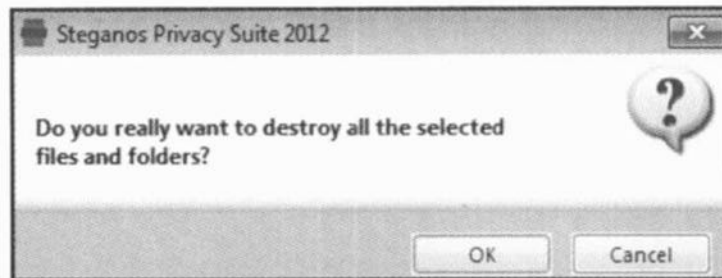 Steganos Privacy Suite 2012
Do you really want to destroy all the selected
files and folders?
OK
Cancel